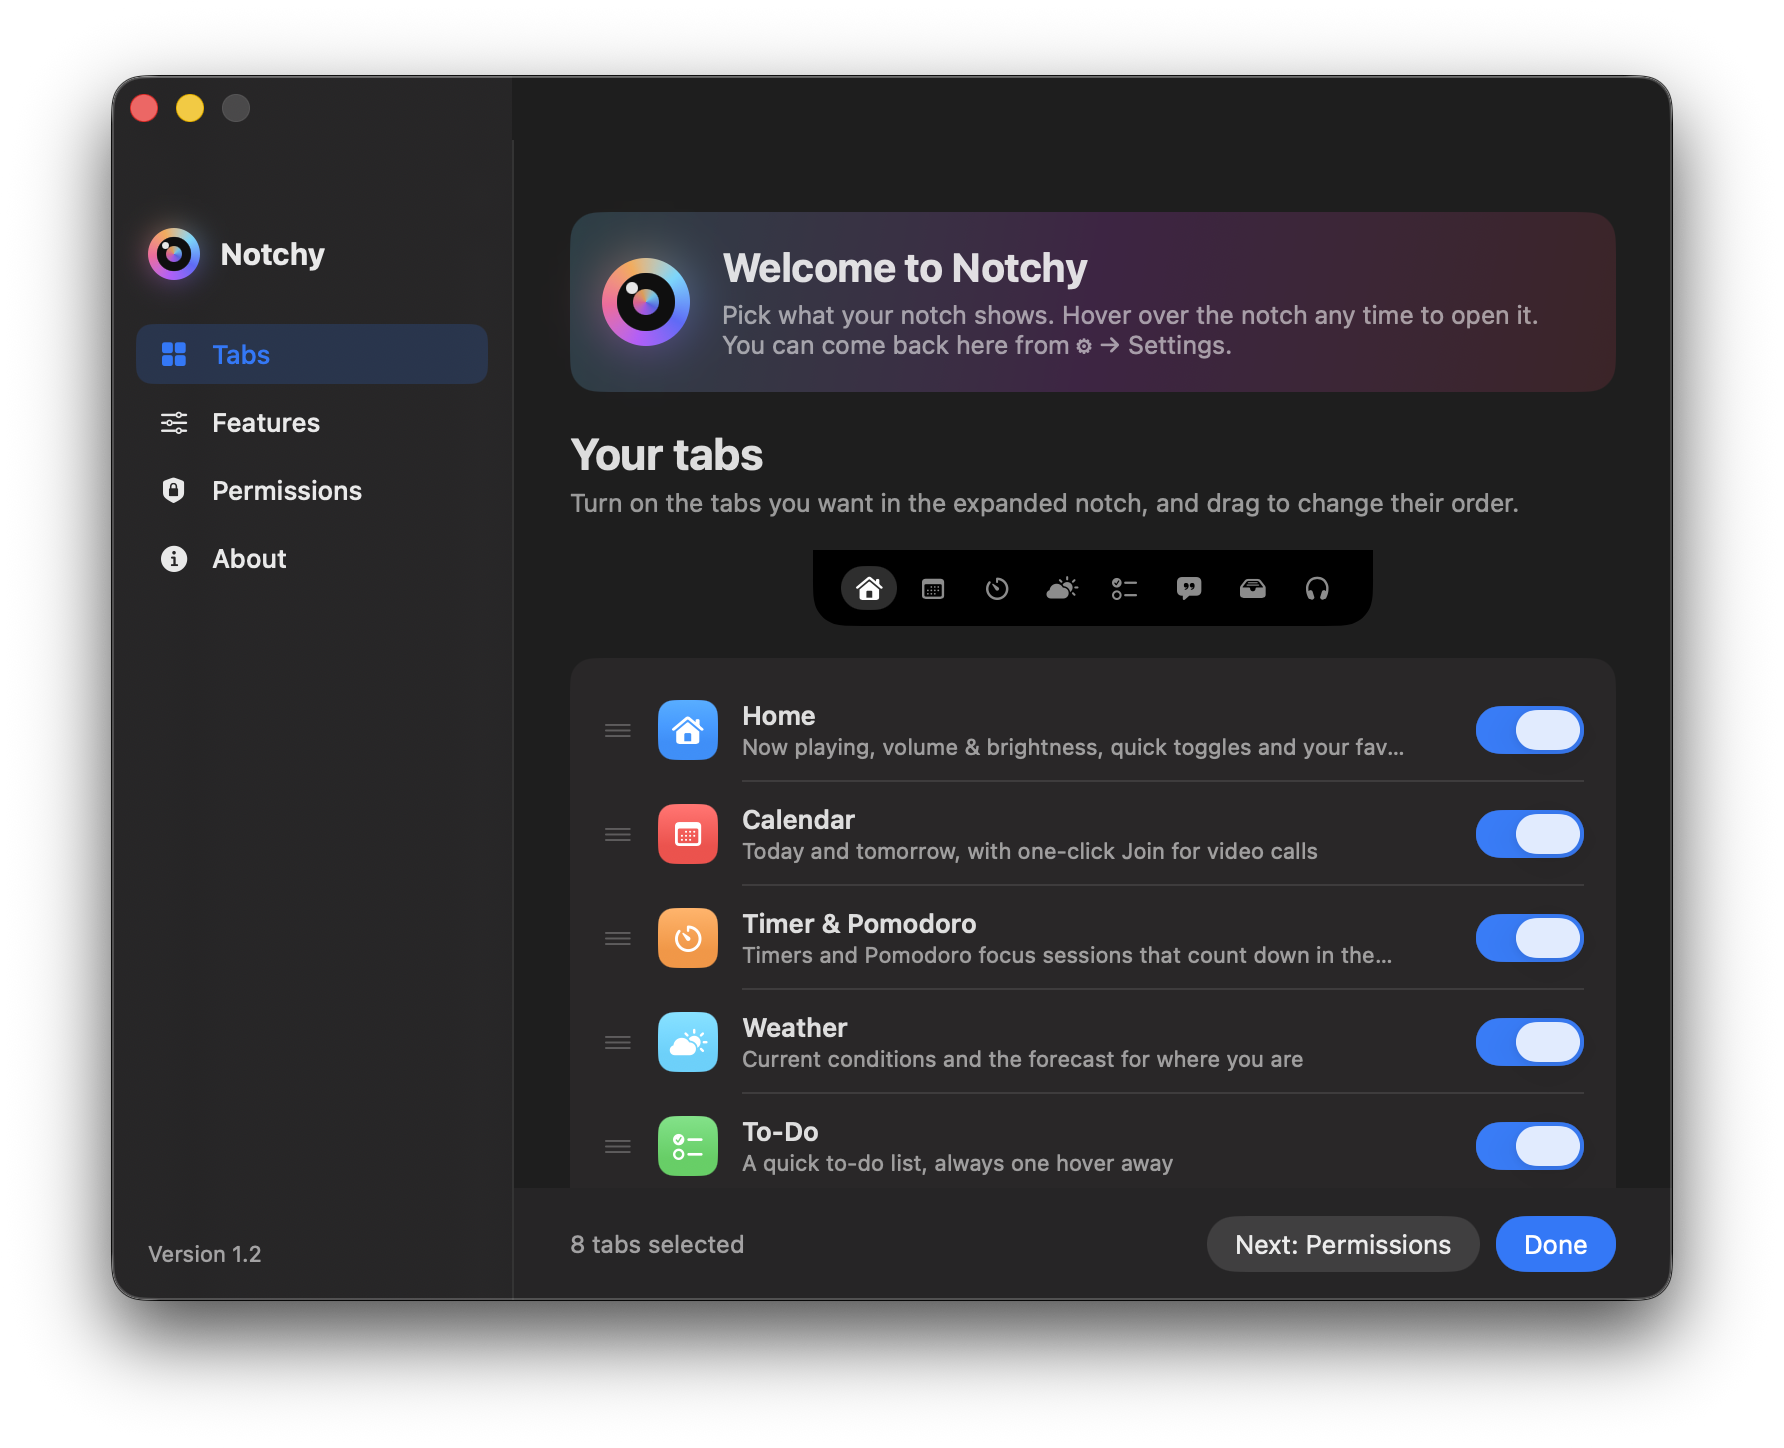 Notchy
Tabs
Features
Permissions
About
Version 1.2
Welcome to Notchy
Pick what your notch shows. Hover over the notch any time to open it.
You can come back here from ⚙ → Settings.
Your tabs
Turn on the tabs you want in the expanded notch, and drag to change their order.
Home
Now playing, volume & brightness, quick toggles and your fav...
Calendar
Today and tomorrow, with one-click Join for video calls
Timer & Pomodoro
Timers and Pomodoro focus sessions that count down in the...
Weather
Current conditions and the forecast for where you are
To-Do
A quick to-do list, always one hover away
8 tabs selected
Next: Permissions
Done